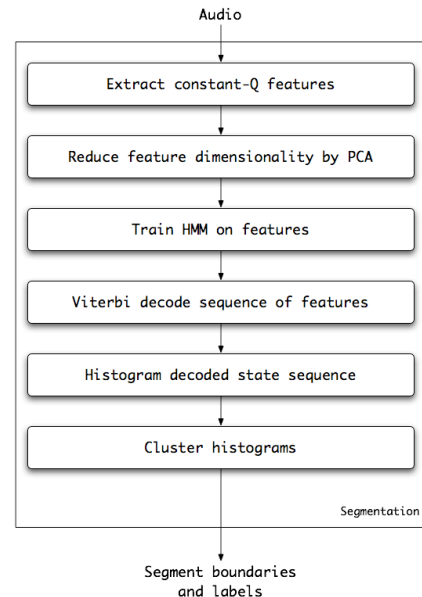 Audio
Extract constant-Q features
Reduce feature dimensionality by PCA
Train HMM on features
Viterbi decode sequence of features
Histogram decoded state sequence
Cluster histograms
Segmentation
Segment boundaries
and labels